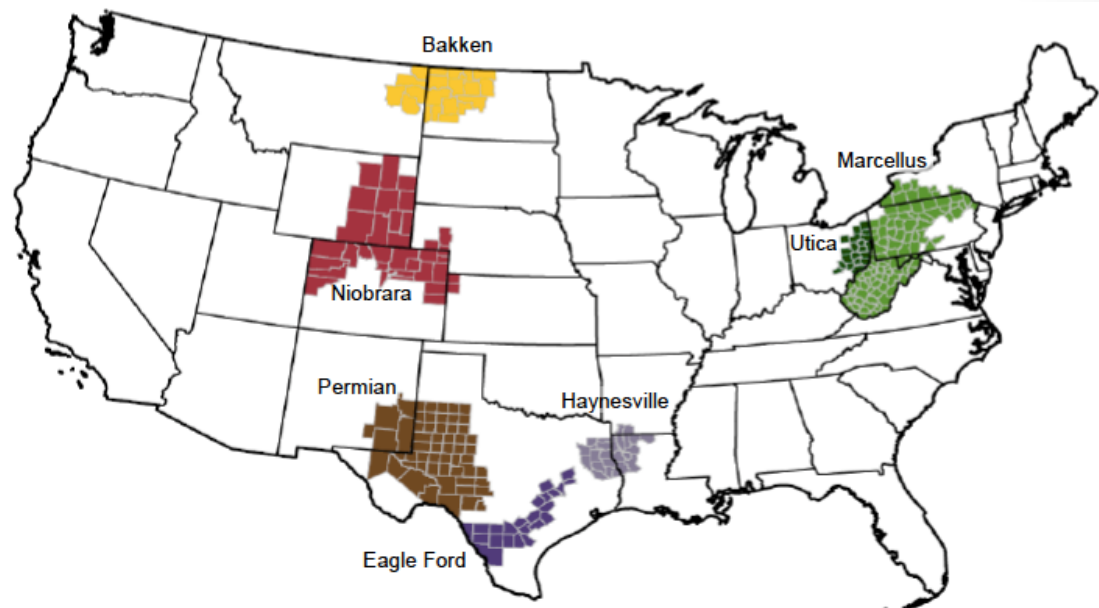 Bakken
Marcellus
Utica
Niobrara
Permian
Haynesville
Eagle Ford